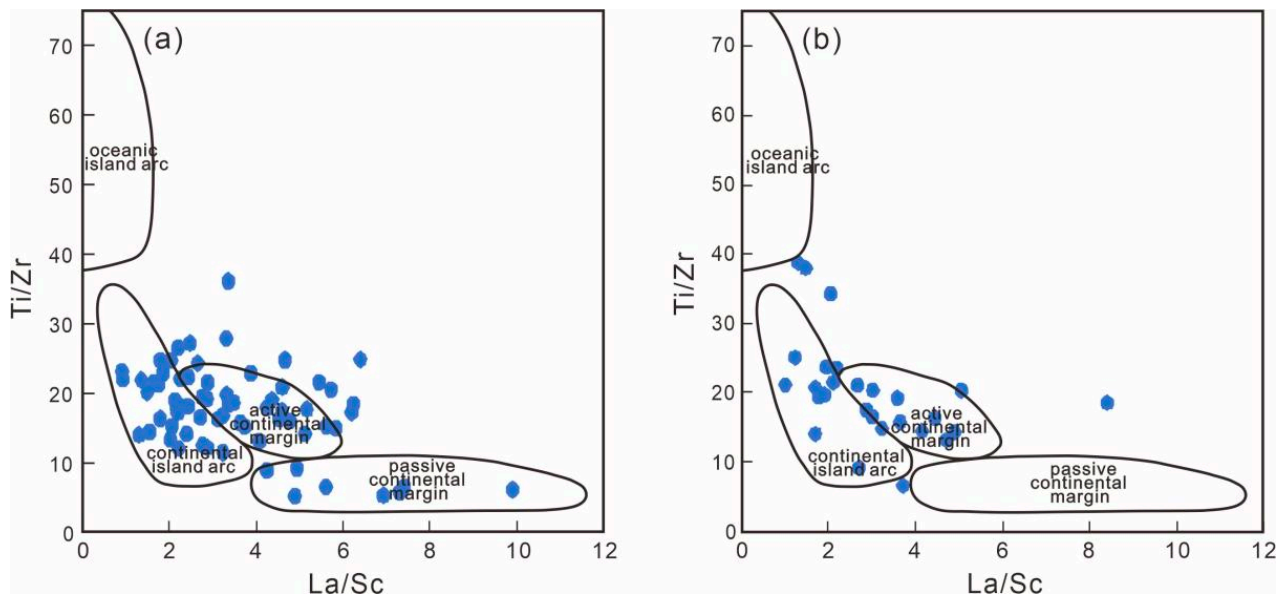 (a)
70
60
50
40
30
20
10
0
Ti/Zr
oceanic
island arc
active
continental
margin
continental
island arc
passive
continental
margin
0 2 4 6 8 10 12
La/Sc
(b)
70
60
50
40
30
20
10
0
Ti/Zr
oceanic
island arc
active
continental
margin
continental
island arc
passive
continental
margin
0 2 4 6 8 10 12
La/Sc